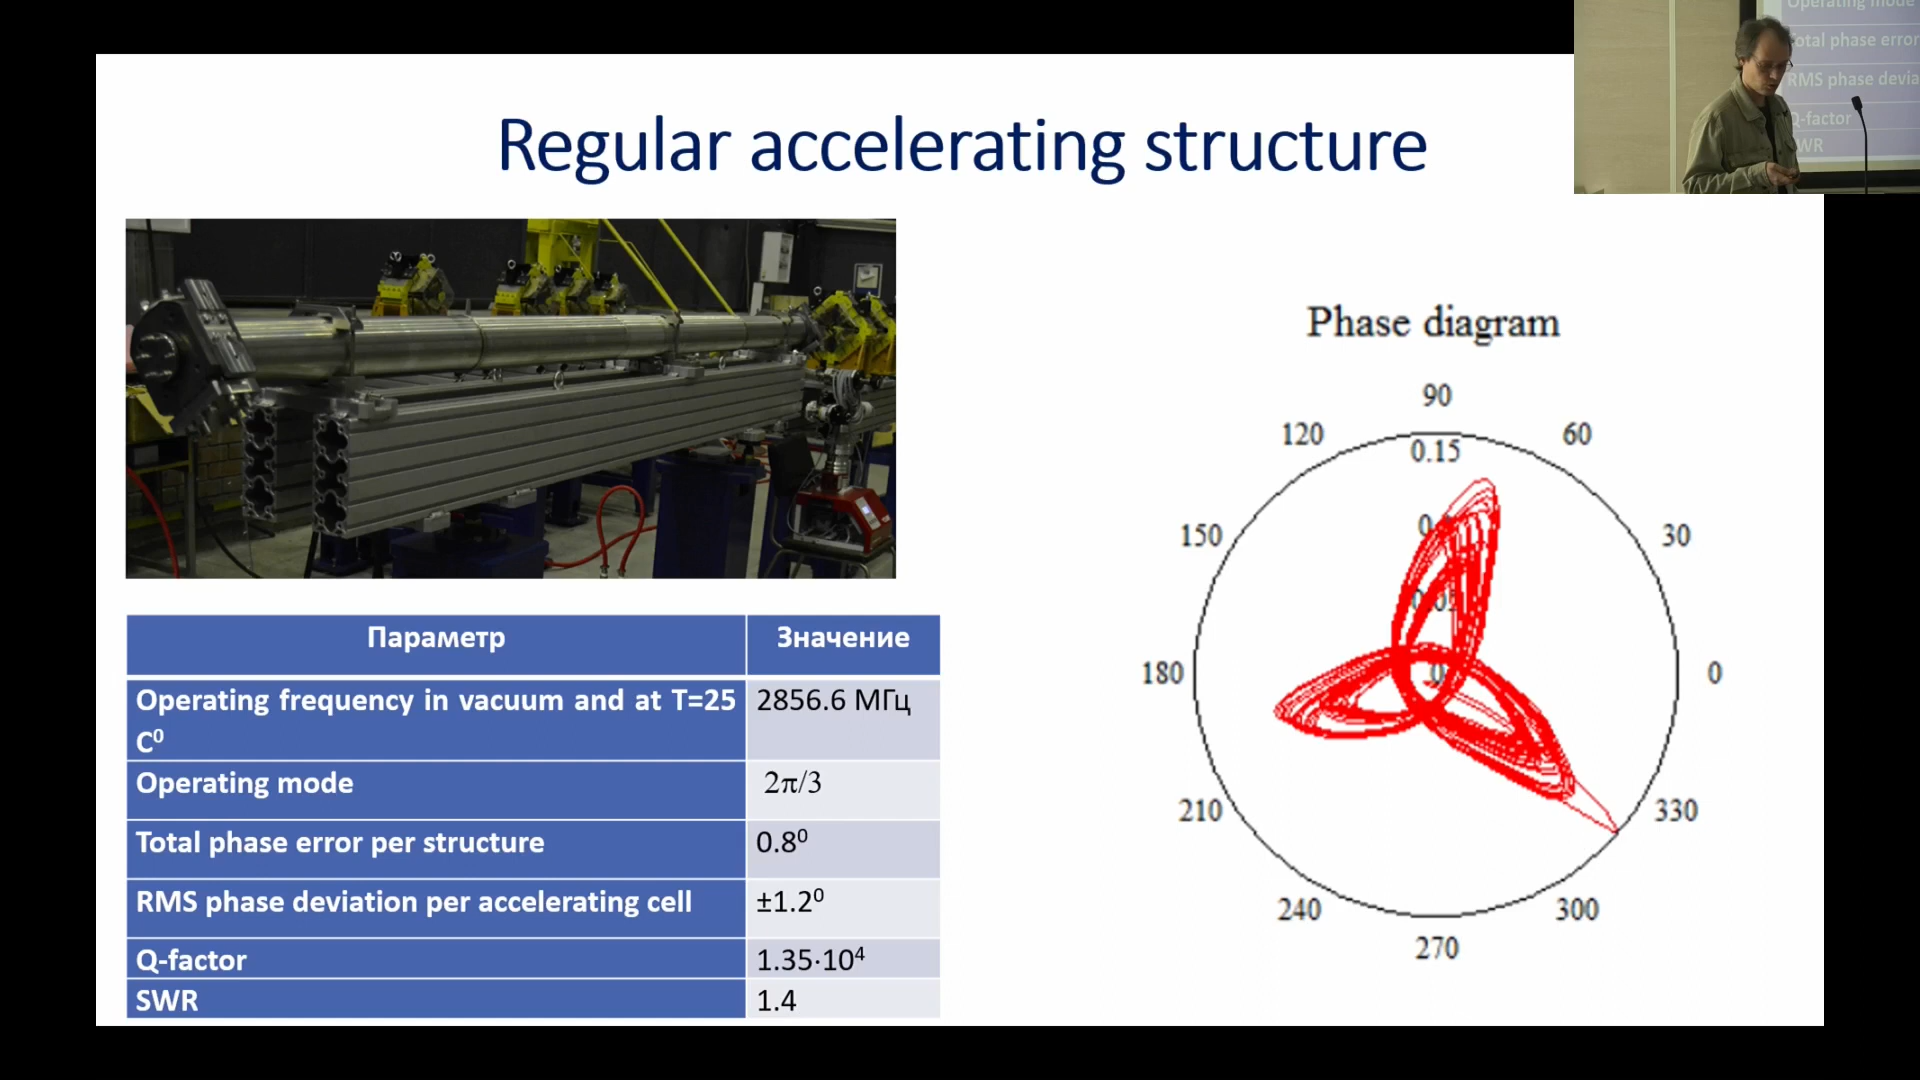 Regular accelerating structure
Operating mode
otal phase error
RMS phase devia
Q-factor
WR
Phase diagram
90
120
60
0.15
150
30
180
0
210
330
240
300
270
Параметр Значение
Operating frequency in vacuum and at T=25 2856.6 МГц
C⁰
Operating mode 2π/3
Total phase error per structure 0.8⁰
RMS phase deviation per accelerating cell ±1.2⁰
Q-factor 1.35·10⁴
SWR 1.4